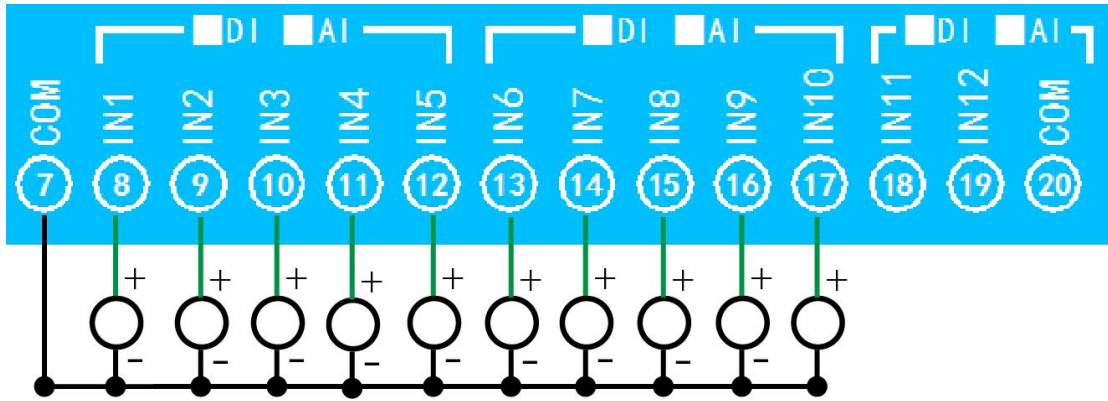 DI AI DI AI DI AI
COM IN1 IN2 IN3 IN4 IN5 IN6 IN7 IN8 IN9 IN10 IN11 IN12 COM
7 8 9 10 11 12 13 14 15 16 17 18 19 20
+ + + + + + + + + +
- - - - - - - - - -